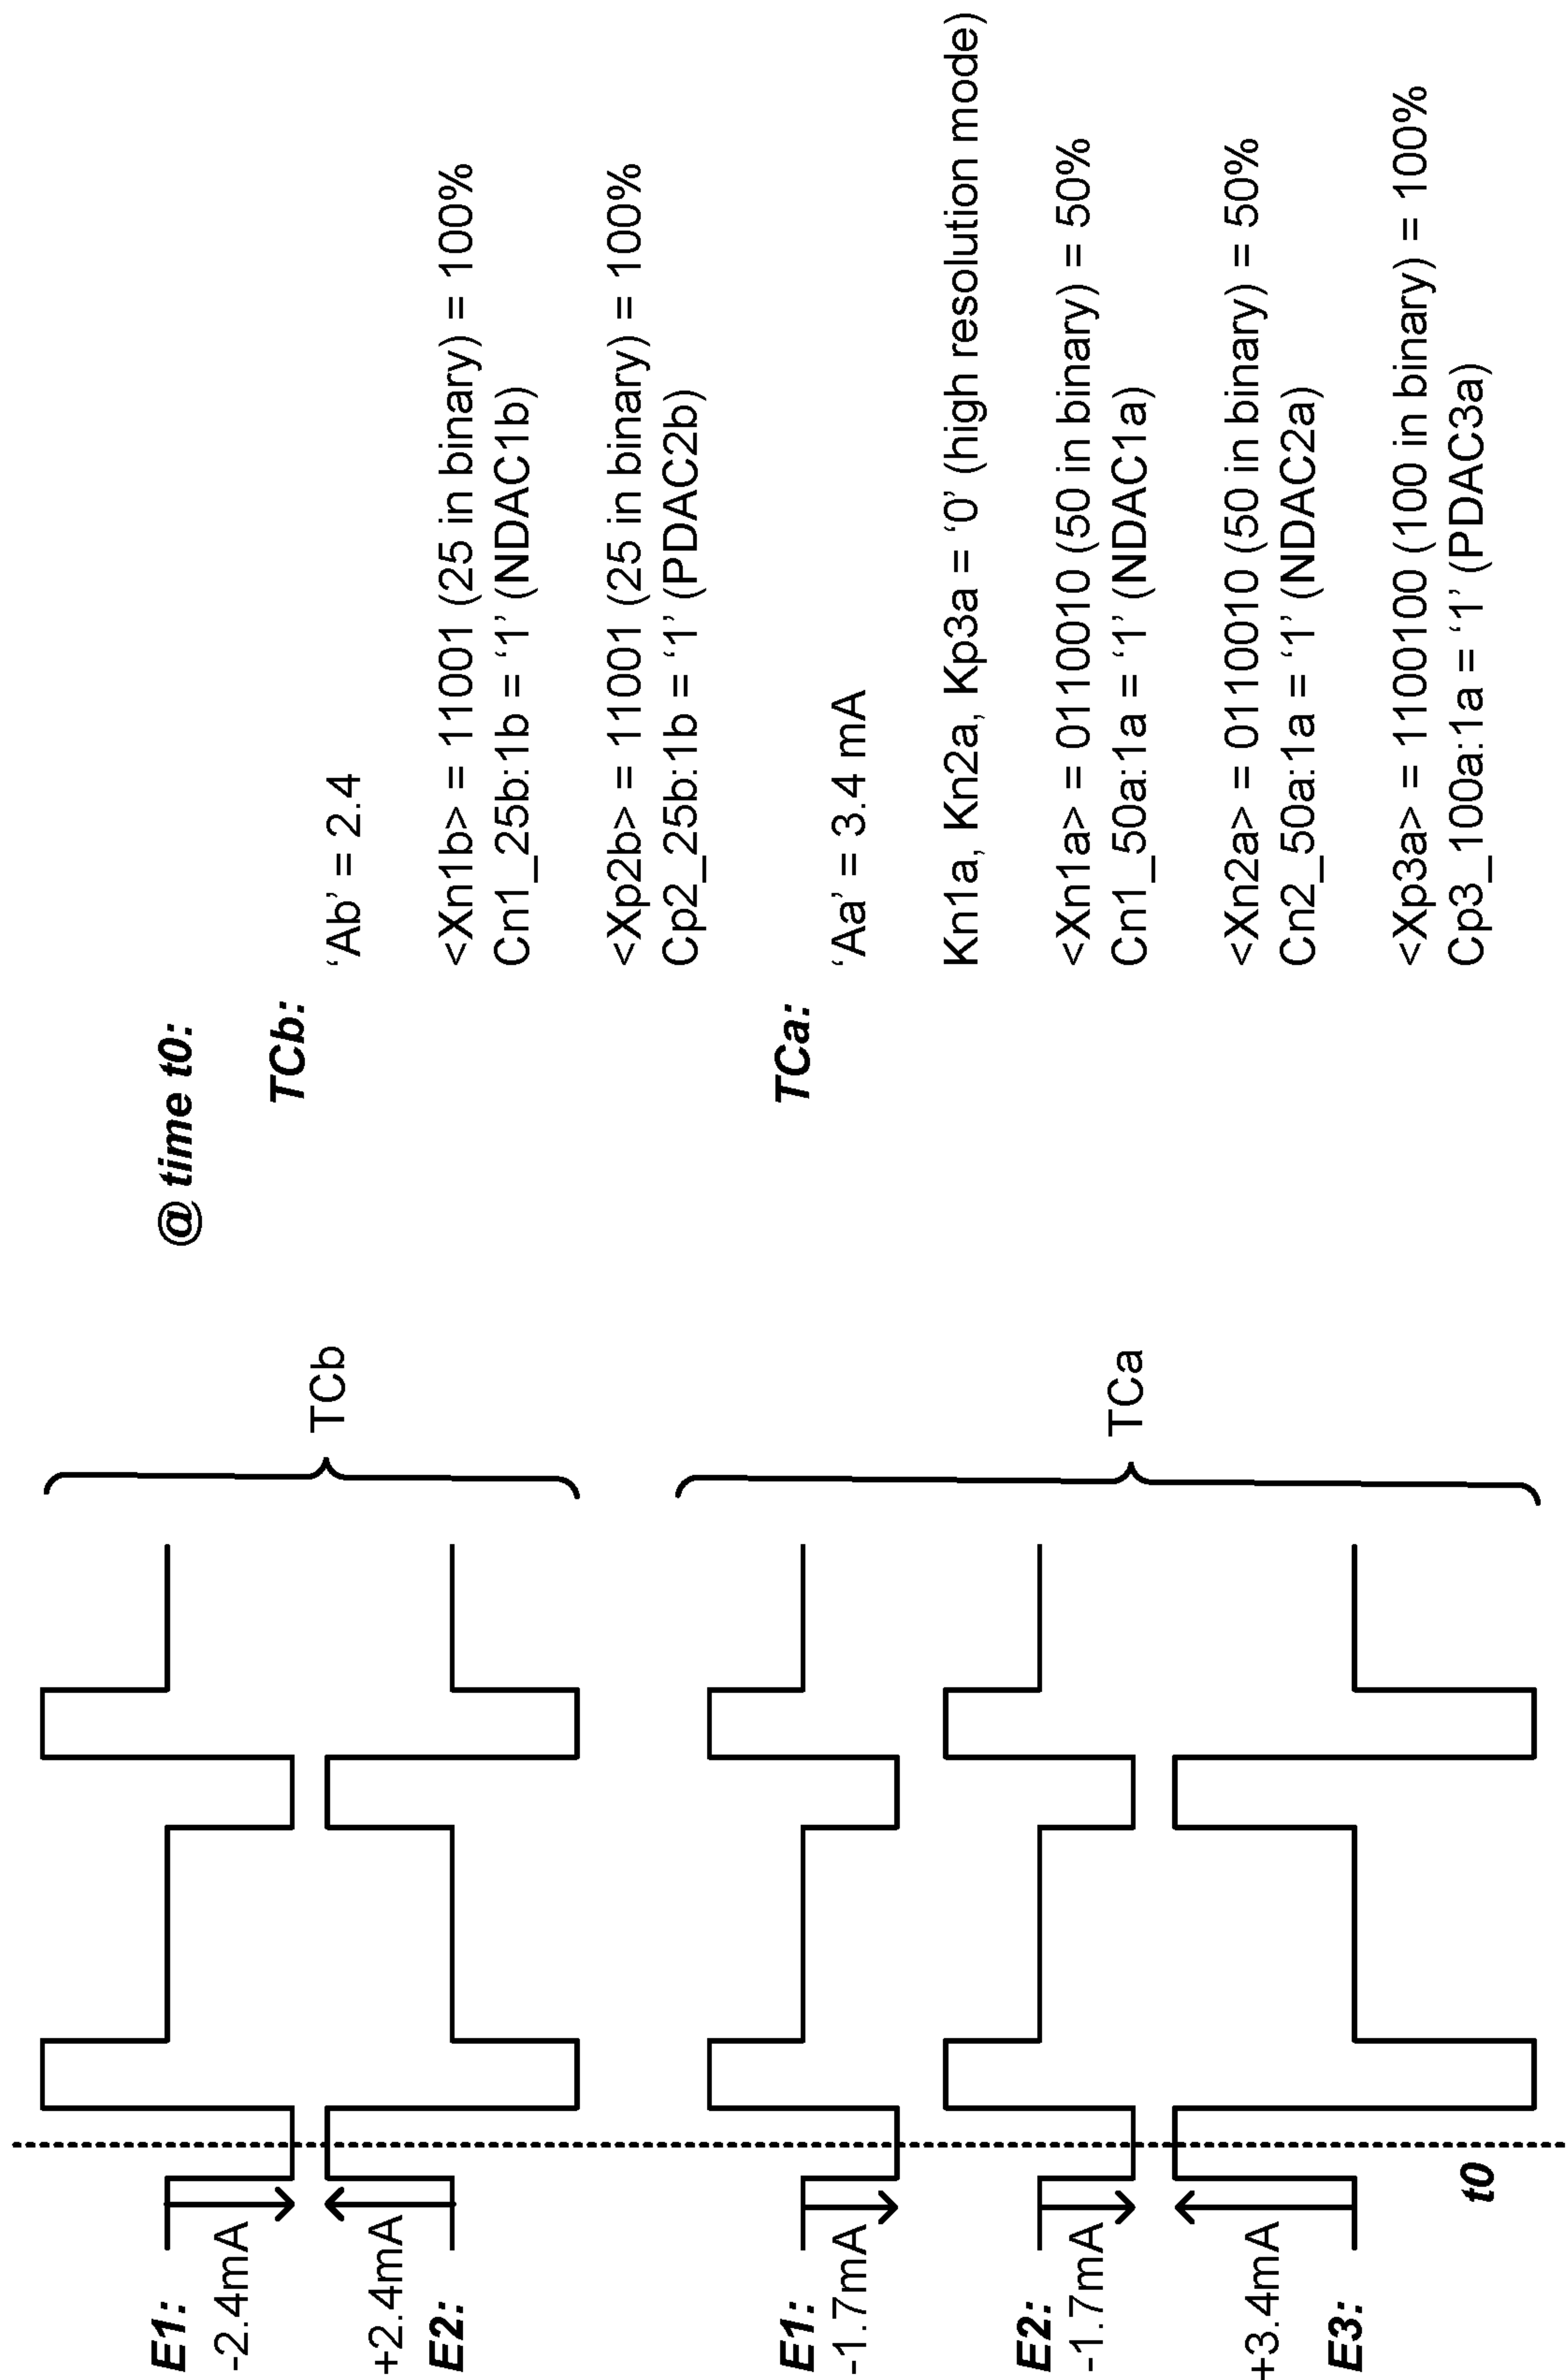 E1:
-2.4mA
+2.4mA
E2:
TCb
E1:
-1.7mA
E2:
-1.7mA
+3.4mA
E3:
TCa
t0
@ time t0:
TCb:
‘Ab’ = 2.4
<Xn1b> = 11001 (25 in binary) = 100%
Cn1_25b:1b = ‘1’ (NDAC1b)
<Xp2b> = 11001 (25 in binary) = 100%
Cp2_25b:1b = ‘1’ (PDAC2b)
TCa:
‘Aa’ = 3.4 mA
Kn1a, Kn2a, Kp3a = ‘0’ (high resolution mode)
<Xn1a> = 0110010 (50 in binary) = 50%
Cn1_50a:1a = ‘1’ (NDAC1a)
<Xn2a> = 0110010 (50 in binary) = 50%
Cn2_50a:1a = ‘1’ (NDAC2a)
<Xp3a> = 1100100 (100 in binary) = 100%
Cp3_100a:1a = ‘1’ (PDAC3a)